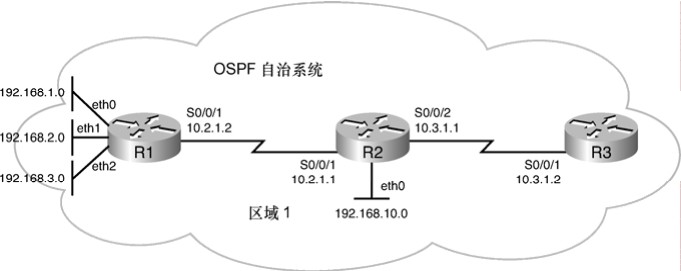 OSPF 自治系统
192.168.1.0
eth0
192.168.2.0
eth1
192.168.3.0
eth2
R1
S0/0/1
10.2.1.2
S0/0/1
10.2.1.1
R2
S0/0/2
10.3.1.1
eth0
192.168.10.0
S0/0/1
10.3.1.2
R3
区域 1